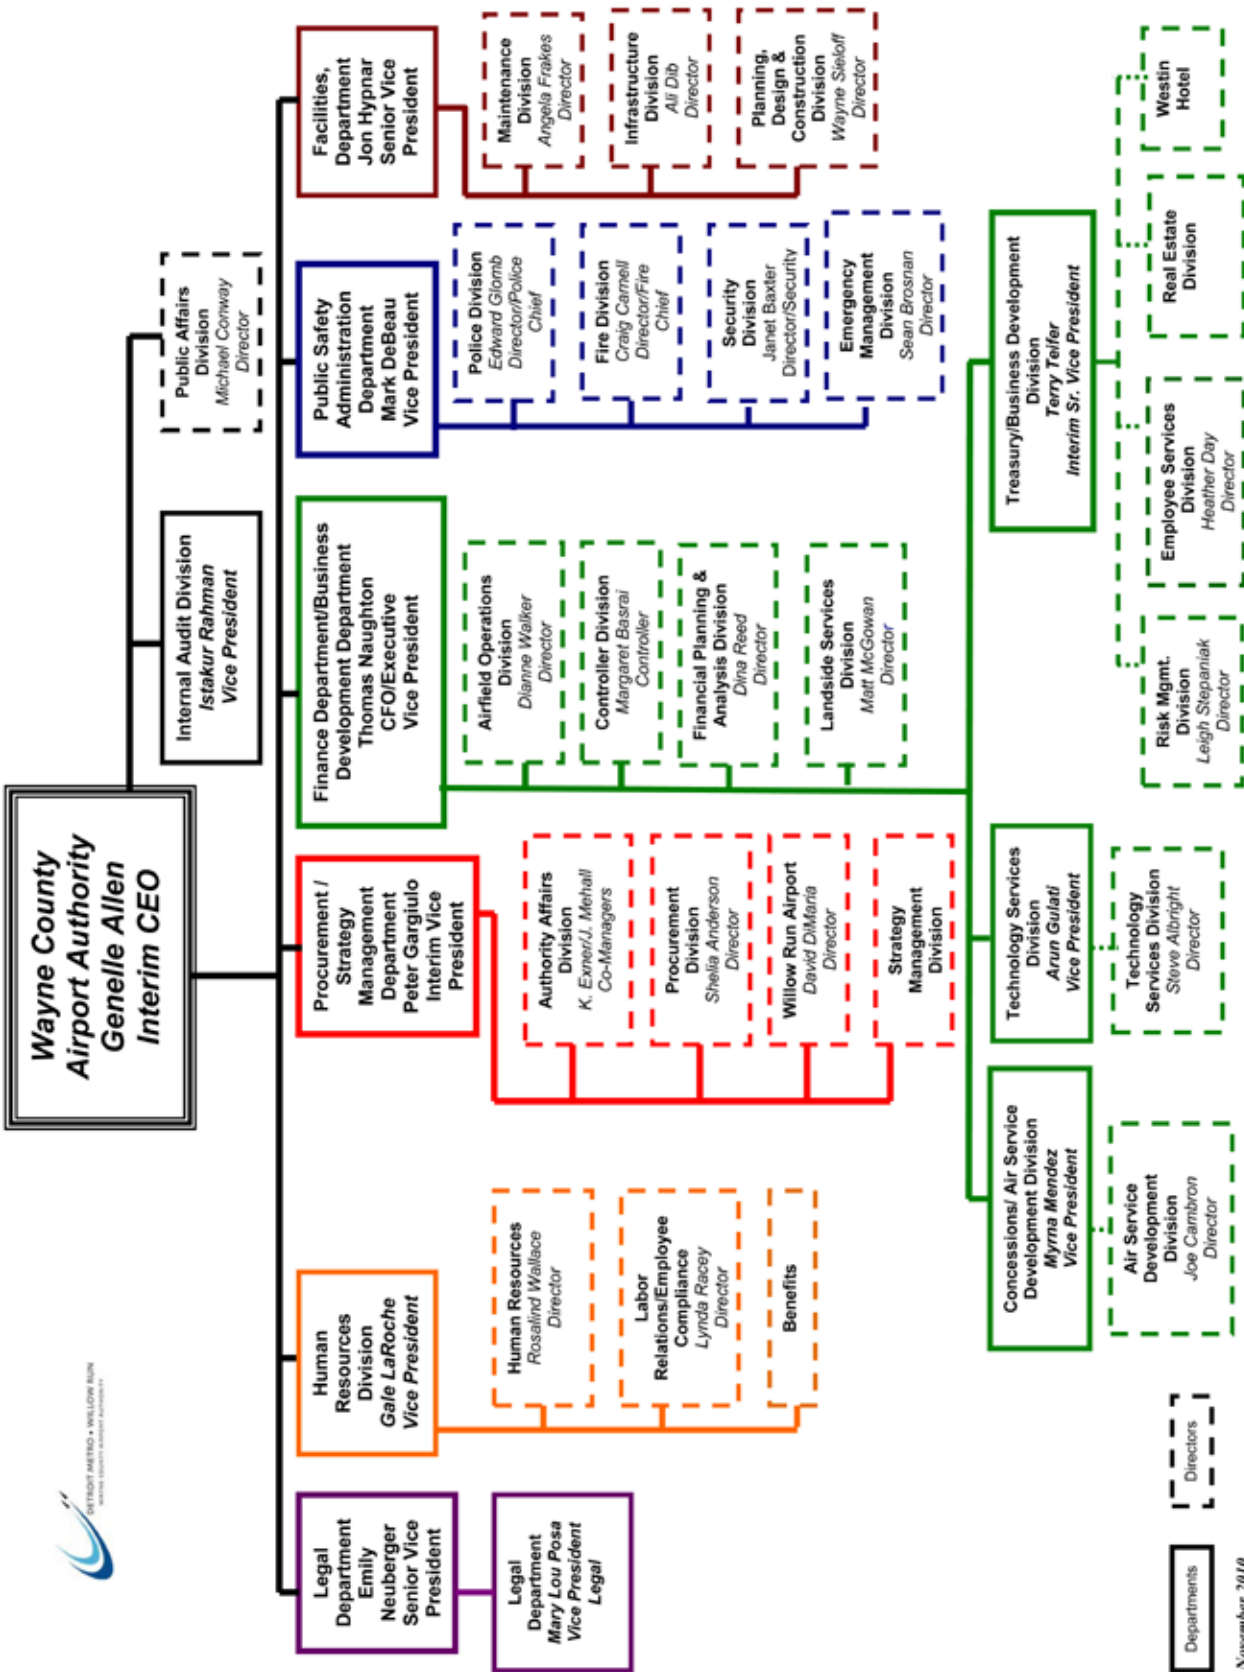 DETROIT METRO • WILLOW RUN
WAYNE COUNTY AIRPORT AUTHORITY
Wayne County
Airport Authority
Genelle Allen
Interim CEO
Internal Audit Division
Istakur Rahman
Vice President
Public Affairs
Division
Michael Conway
Director
Legal
Department
Emily
Neuberger
Senior Vice
President
Legal
Department
Mary Lou Posa
Vice President
Legal
Human
Resources
Division
Gale LaRoche
Vice President
Human Resources
Rosalind Wallace
Director
Labor
Relations/Employee
Compliance
Lynda Racey
Director
Benefits
Procurement /
Strategy
Management
Department
Peter Gargiulo
Interim Vice
President
Authority Affairs
Division
K. Exner/J. Mehall
Co-Managers
Procurement
Division
Shelia Anderson
Director
Willow Run Airport
David DiMaria
Director
Strategy
Management
Division
Finance Department/Business
Development Department
Thomas Naughton
CFO/Executive
Vice President
Airfield Operations
Division
Dianne Walker
Director
Controller Division
Margaret Basrai
Controller
Financial Planning &
Analysis Division
Dina Reed
Director
Landside Services
Division
Matt McGowan
Director
Public Safety
Administration
Department
Mark DeBeau
Vice President
Police Division
Edward Glomb
Director/Police
Chief
Fire Division
Craig Carnell
Director/Fire
Chief
Security
Division
Janet Baxter
Director/Security
Emergency
Management
Division
Sean Brosnan
Director
Facilities,
Department
Jon Hypnar
Senior Vice
President
Maintenance
Division
Angela Frakes
Director
Infrastructure
Division
Ali Dib
Director
Planning,
Design &
Construction
Division
Wayne Sieloff
Director
Concessions/ Air Service
Development Division
Myrna Mendez
Vice President
Air Service
Development
Division
Joe Cambron
Director
Technology Services
Division
Arun Gulati
Vice President
Technology
Services Division
Steve Albright
Director
Treasury/Business Development
Division
Terry Teifer
Interim Sr. Vice President
Risk Mgmt.
Division
Leigh Stepaniak
Director
Employee Services
Division
Heather Day
Director
Real Estate
Division
Westin
Hotel
Departments
Directors
November 2010